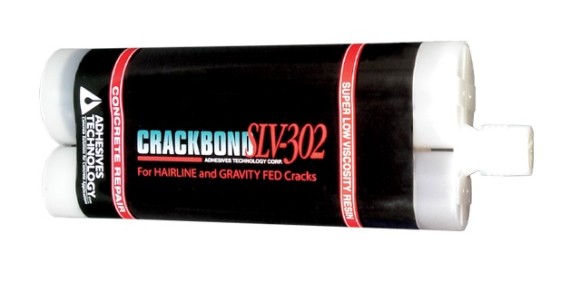 ADHESIVES
TECHNOLOGY
CONCRETE REPAIR
CRACKBOND SLV-302
ADHESIVES TECHNOLOGY CORP.
For HAIRLINE and GRAVITY FED Cracks
SUPER LOW VISCOSITY RESIN